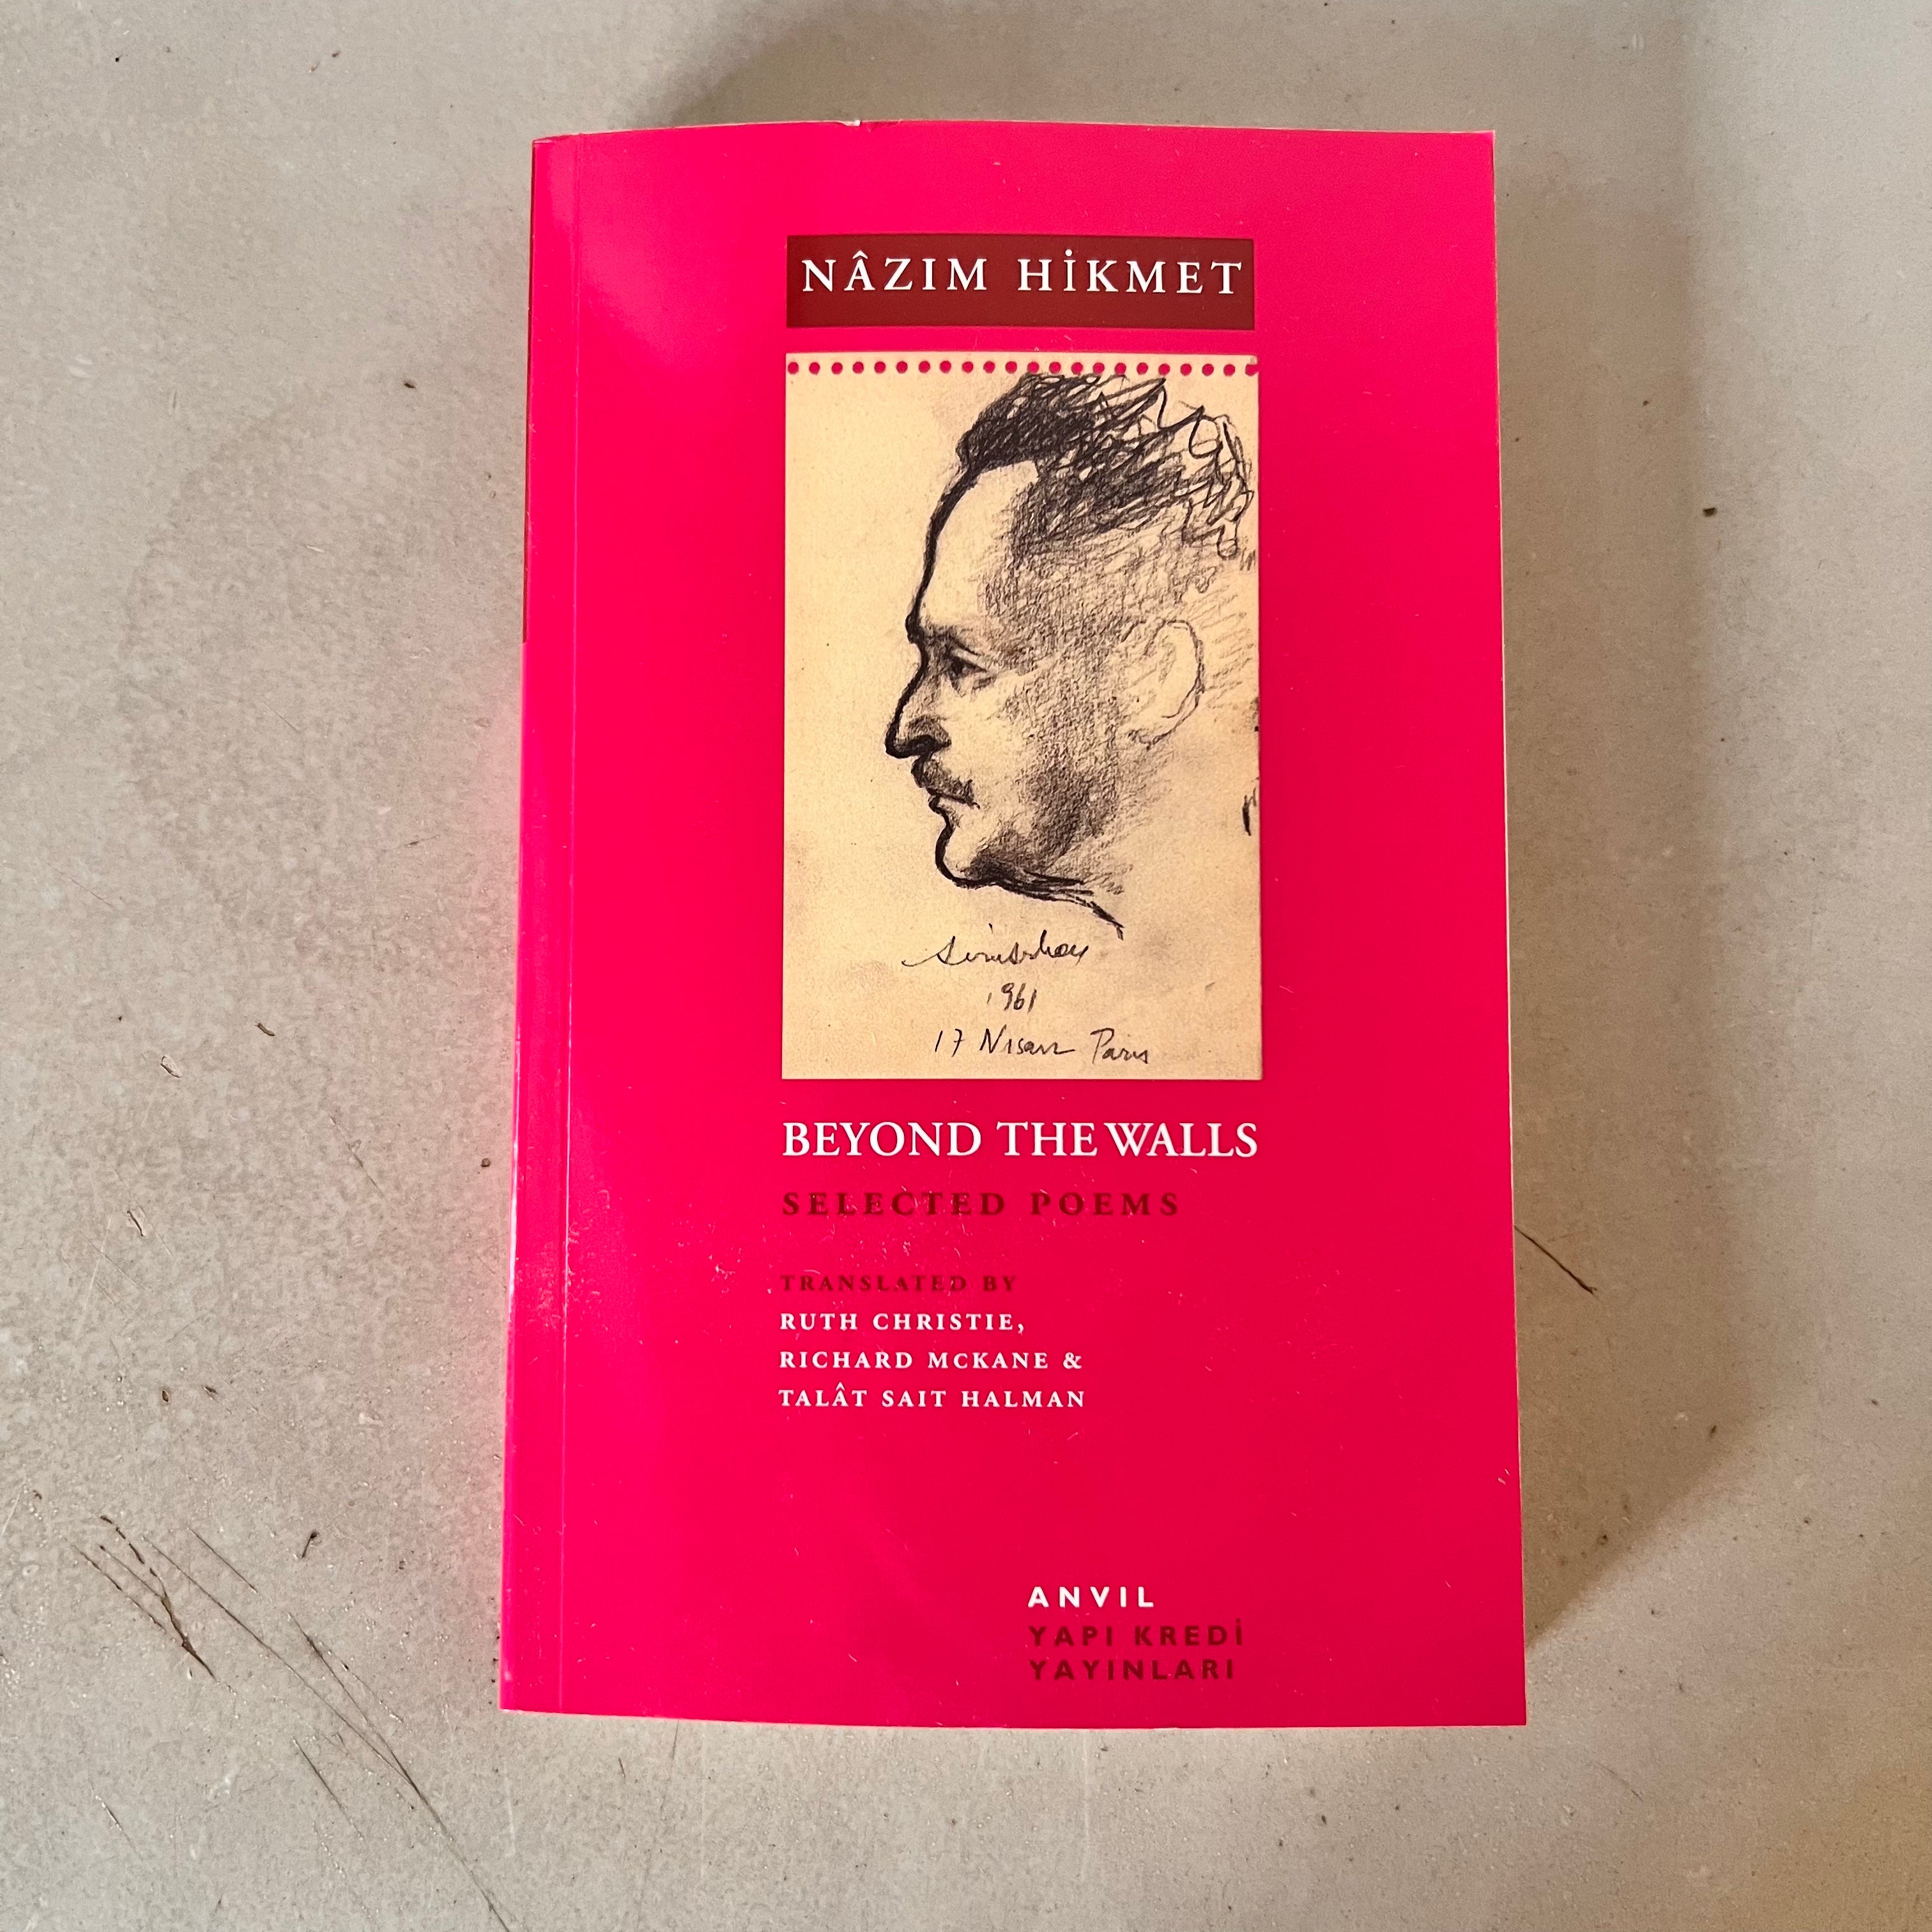 NÂZIM HİKMET
1961
17 Nisan Paris
BEYOND THE WALLS
SELECTED POEMS
TRANSLATED BY
RUTH CHRISTIE,
RICHARD MCKANE &
TALÂT SAIT HALMAN
ANVIL
YAPI KREDİ
YAYINLARI